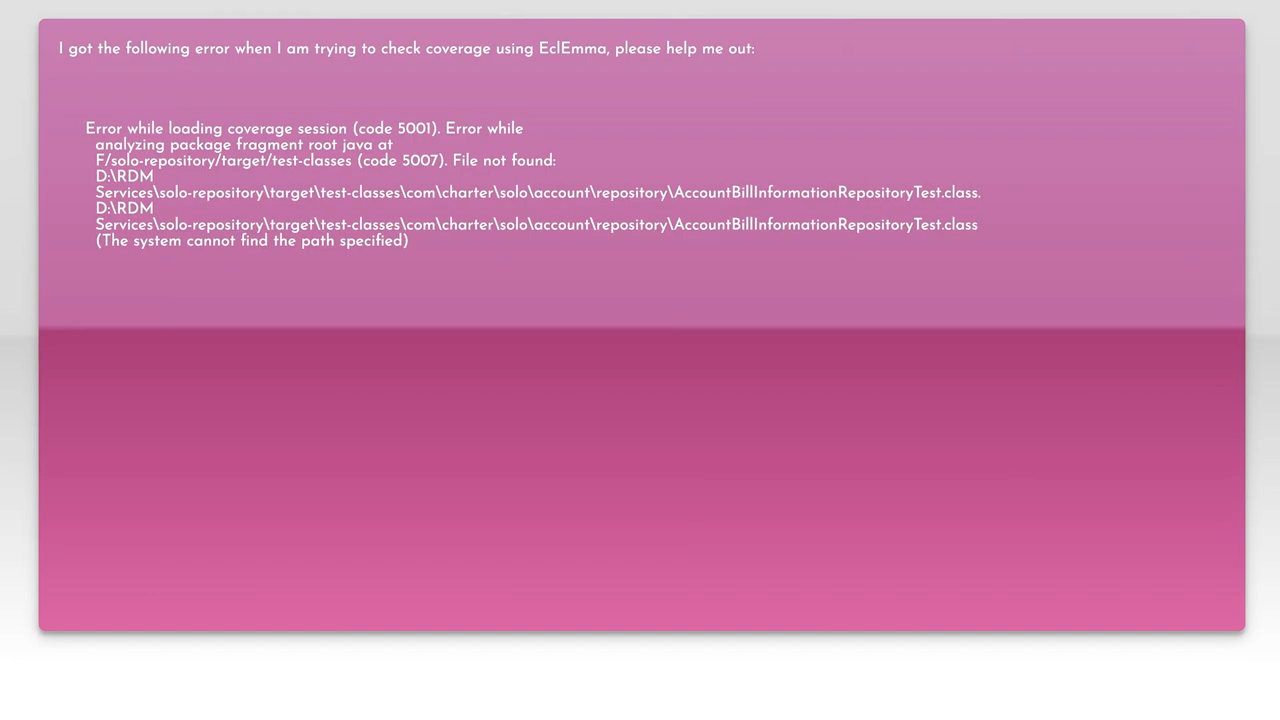 I got the following error when I am trying to check coverage using EclEmma, please help me out:
Error while loading coverage session (code 5001). Error while
analyzing package fragment root java at
F/solo-repository/target/test-classes (code 5007). File not found:
D:\RDM
Services\solo-repository\target\test-classes\com\charter\solo\account\repository\AccountBillInformationRepositoryTest.class.
D:\RDM
Services\solo-repository\target\test-classes\com\charter\solo\account\repository\AccountBillInformationRepositoryTest.class
(The system cannot find the path specified)